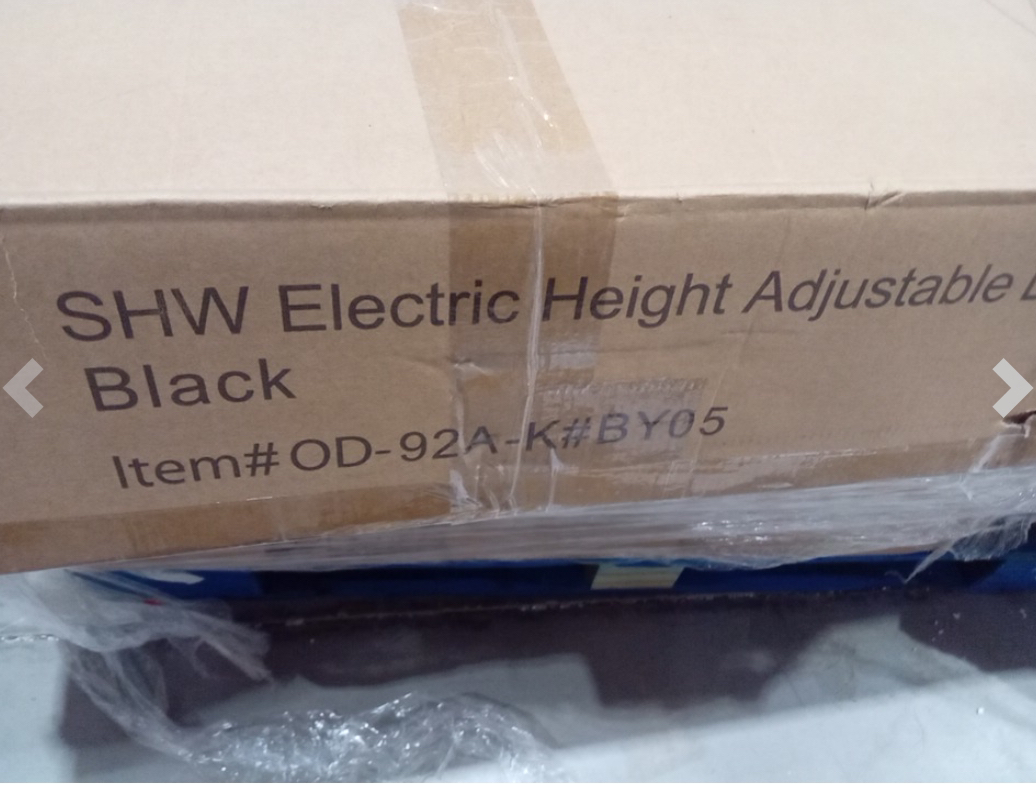 SHW Electric Height Adjustable
Black
Item# OD-92A-K#BY05